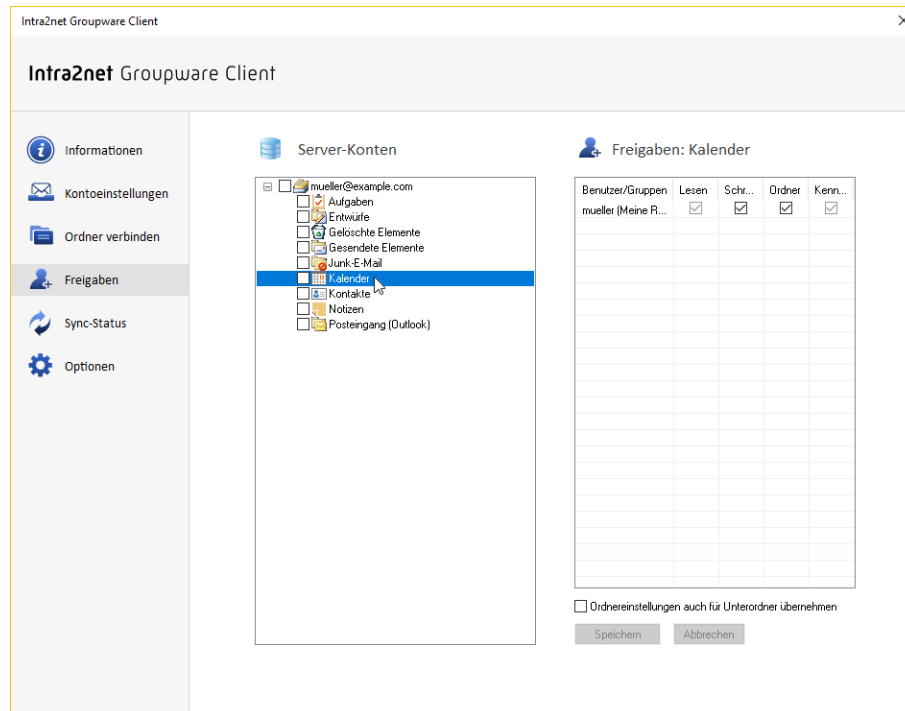 Intra2net Groupware Client
Intra2net Groupware Client
Informationen
Kontoeinstellungen
Ordner verbinden
Freigaben
Sync-Status
Optionen
Server-Konten
mueller@example.com
Aufgaben
Entwürfe
Gelöschte Elemente
Gesendete Elemente
Junk-E-Mail
Kalender
Kontakte
Notizen
Posteingang (Outlook)
Freigaben: Kalender
Benutzer/Gruppen Lesen Schr... Ordner Kenn...
mueller (Meine R...
Ordnereinstellungen auch für Unterordner übernehmen
Speichern Abbrechen